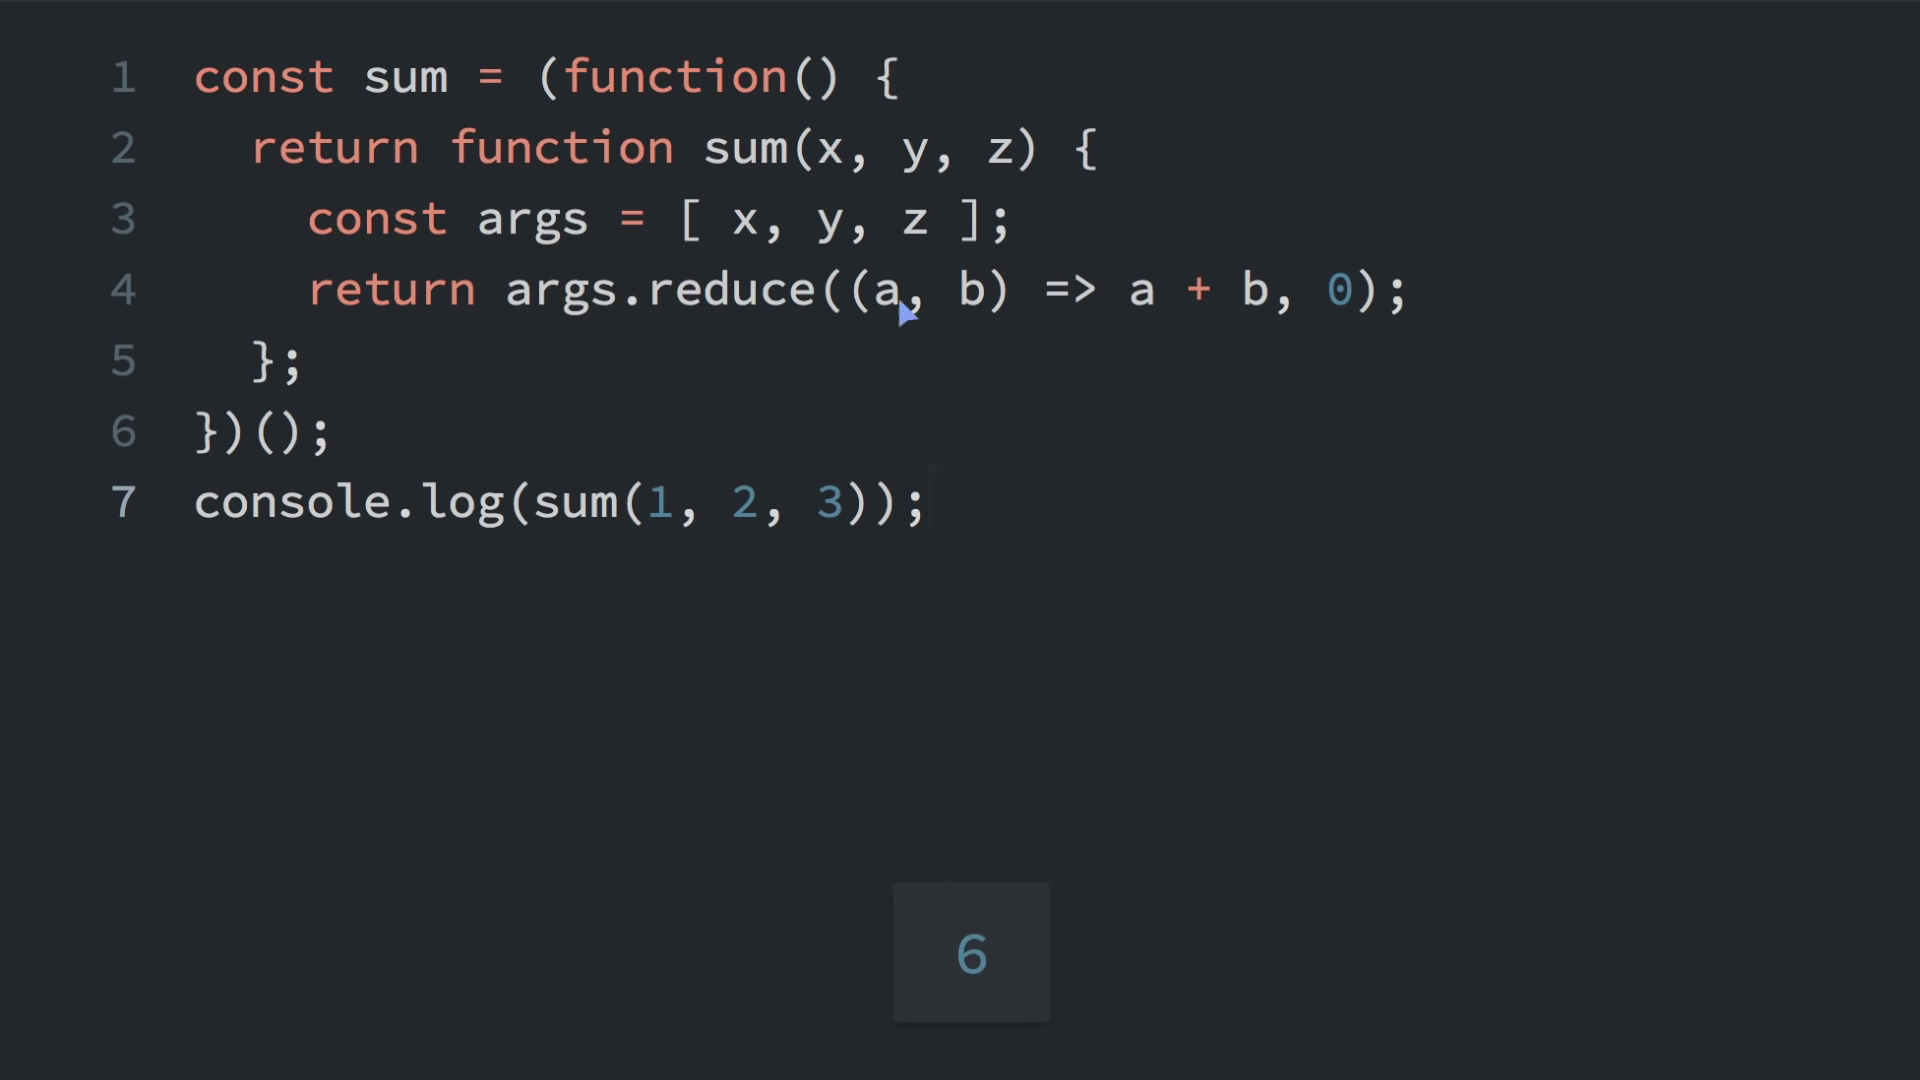 1 const sum = (function() {
2 return function sum(x, y, z) {
3 const args = [ x, y, z ];
4 return args.reduce((a, b) => a + b, 0);
5 };
6 })();
7 console.log(sum(1, 2, 3));
6